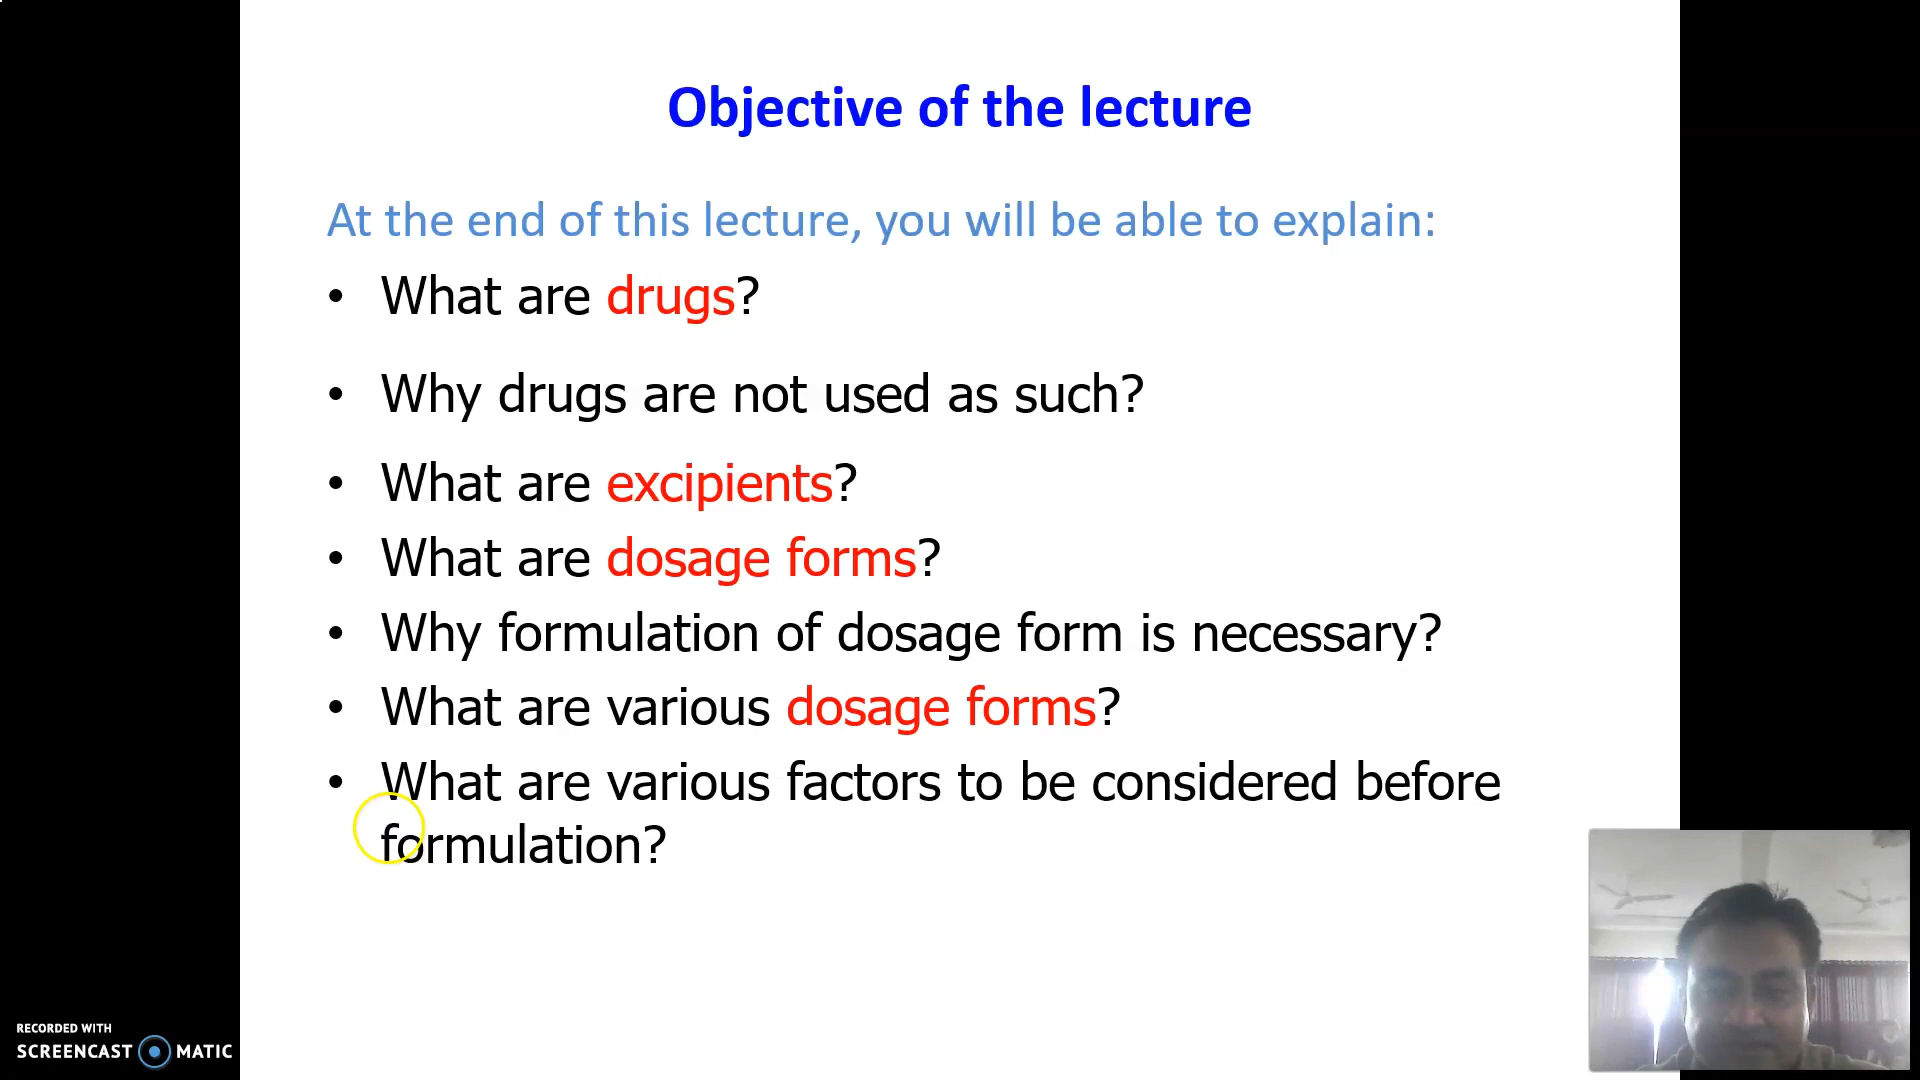 Objective of the lecture
At the end of this lecture, you will be able to explain:
• What are drugs?
• Why drugs are not used as such?
• What are excipients?
• What are dosage forms?
• Why formulation of dosage form is necessary?
• What are various dosage forms?
• What are various factors to be considered before
formulation?
RECORDED WITH
SCREENCAST MATIC